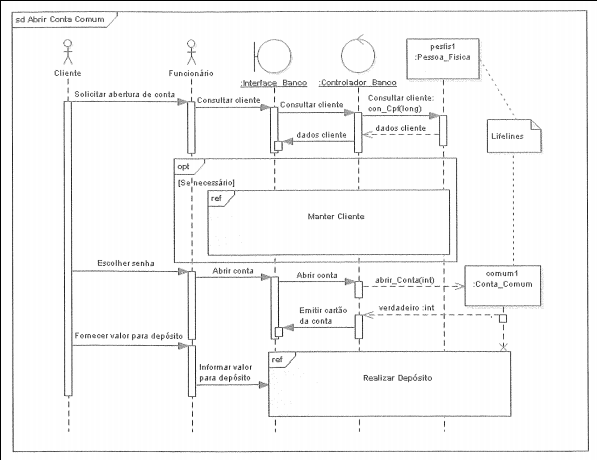 sd Abrir Conta Comum
Cliente
Funcionário
:Interface_Banco
:Controlador_Banco
pesfis1
:Pessoa_Fisica
Solicitar abertura de conta
Consultar cliente
Consultar cliente
Consultar cliente:
con_Cpf(long)
dados cliente
dados cliente
Lifelines
opt
[Se necessário]
ref
Manter Cliente
Escolher senha
Abrir conta
Abrir conta
abrir_Conta(int)
comum1
:Conta_Comum
Emitir cartão
da conta
verdadeiro :int
Fornecer valor para depósito
Informar valor
para depósito
ref
Realizar Depósito